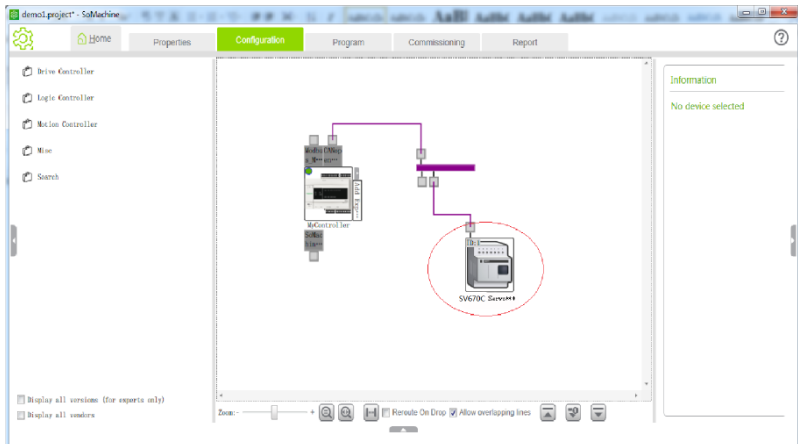 demo1.project* - SoMachine
Home
Properties
Configuration
Program
Commissioning
Report
Drive Controller
Logic Controller
Motion Controller
Misc
Search
Information
No device selected
MyController
SV670C
Display all versions (for experts only)
Display all vendors
Zoom:
Reroute On Drop
Allow overlapping lines